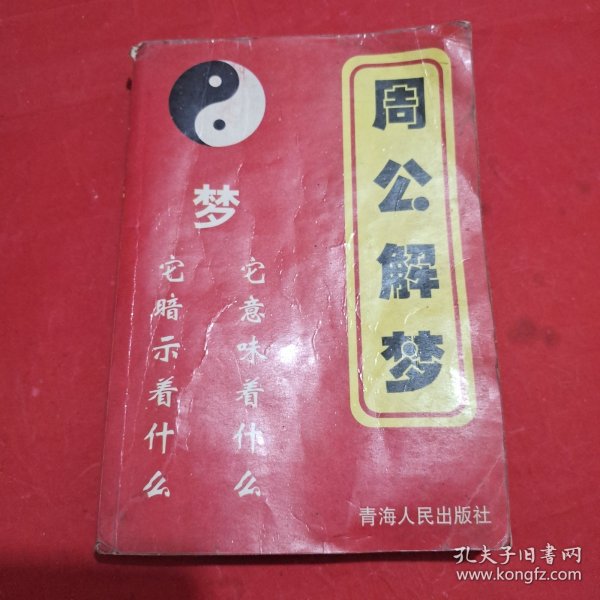 周公解梦
梦
它意味着什么
它暗示着什么
青海人民出版社
孔夫子旧书网
www.kongfz.com